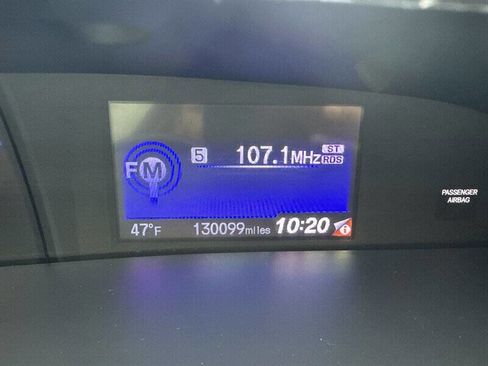 FM 5 107.1MHz ST
RDS
47°F 130099miles 10:20 i
PASSENGER
AIRBAG